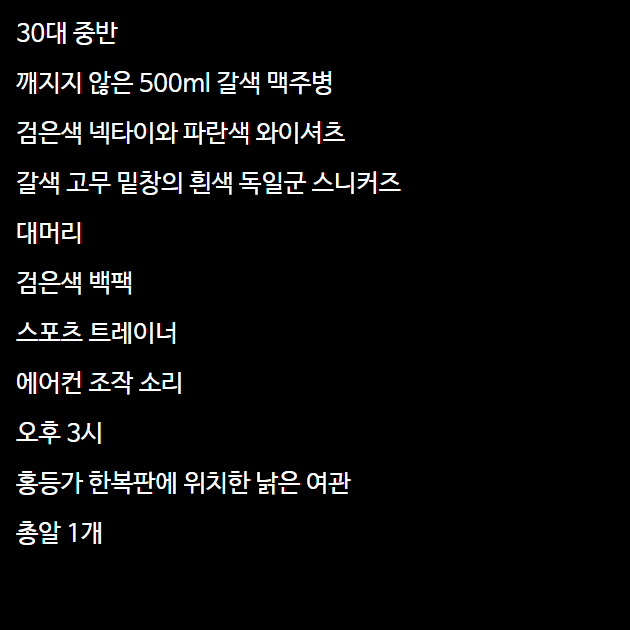 30대 중반
깨지지 않은 500ml 갈색 맥주병
검은색 넥타이와 파란색 와이셔츠
갈색 고무 밑창의 흰색 독일군 스니커즈
대머리
검은색 백팩
스포츠 트레이너
에어컨 조작 소리
오후 3시
홍등가 한복판에 위치한 낡은 여관
총알 1개